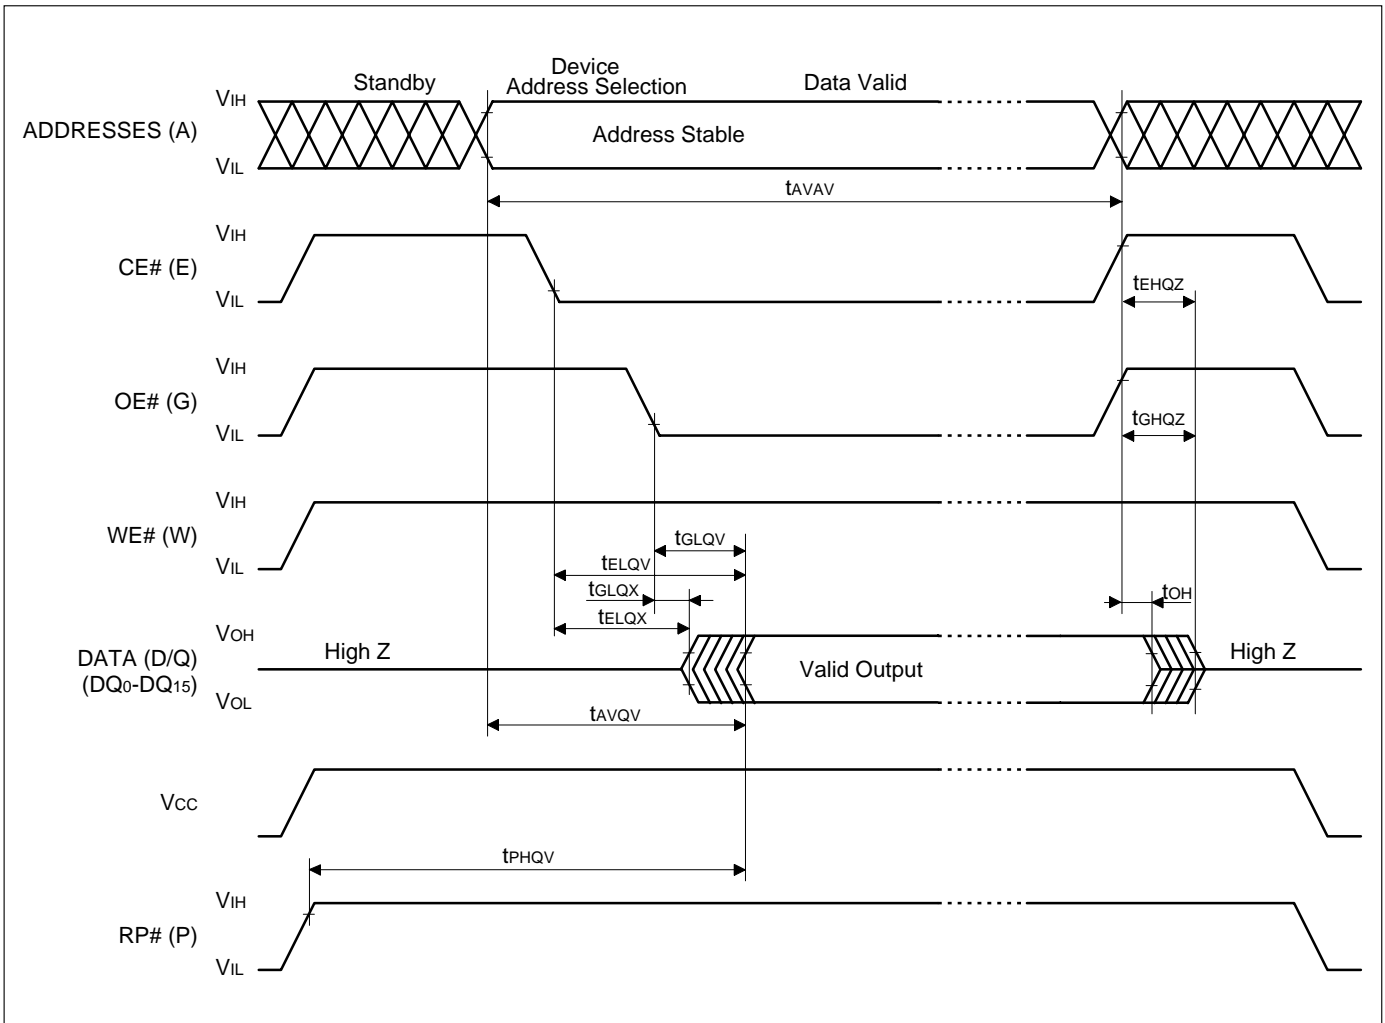 Standby
Device
Address Selection
Data Valid
VIH
ADDRESSES (A)
Address Stable
VIL
tAVAV
VIH
CE# (E)
tEHQZ
VIL
VIH
OE# (G)
tGHQZ
VIL
VIH
WE# (W)
tGLQV
VIL
tELQV
tGLQX
tOH
tELQX
VOH
High Z
DATA (D/Q)
(DQ0-DQ15)
Valid Output
High Z
VOL
tAVQV
VCC
tPHQV
VIH
RP# (P)
VIL